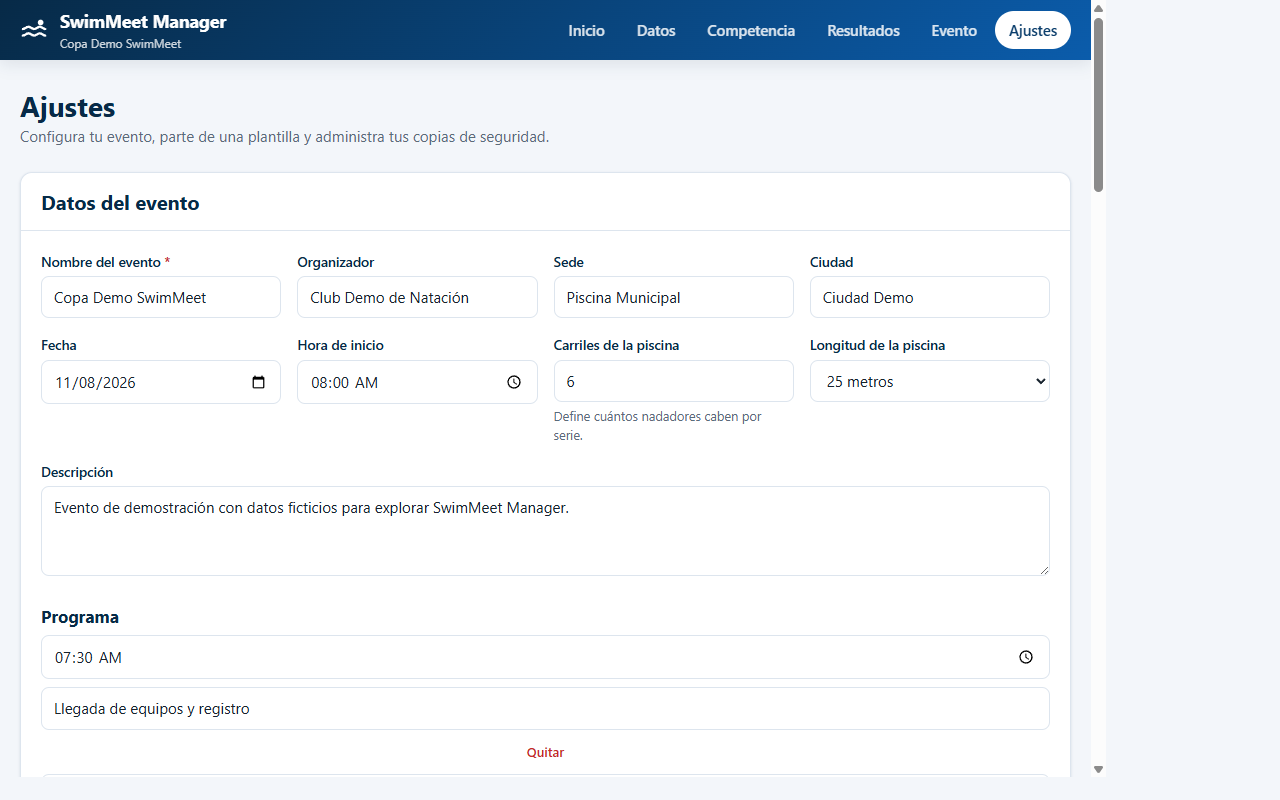 SwimMeet Manager
Copa Demo SwimMeet
Inicio Datos Competencia Resultados Evento Ajustes
Ajustes
Configura tu evento, parte de una plantilla y administra tus copias de seguridad.
Datos del evento
Nombre del evento * Organizador Sede Ciudad
Copa Demo SwimMeet Club Demo de Natación Piscina Municipal Ciudad Demo
Fecha Hora de inicio Carriles de la piscina Longitud de la piscina
11/08/2026 08:00 AM 6 25 metros
Define cuántos nadadores caben por
serie.
Descripción
Evento de demostración con datos ficticios para explorar SwimMeet Manager.
Programa
07:30 AM
Llegada de equipos y registro
Quitar